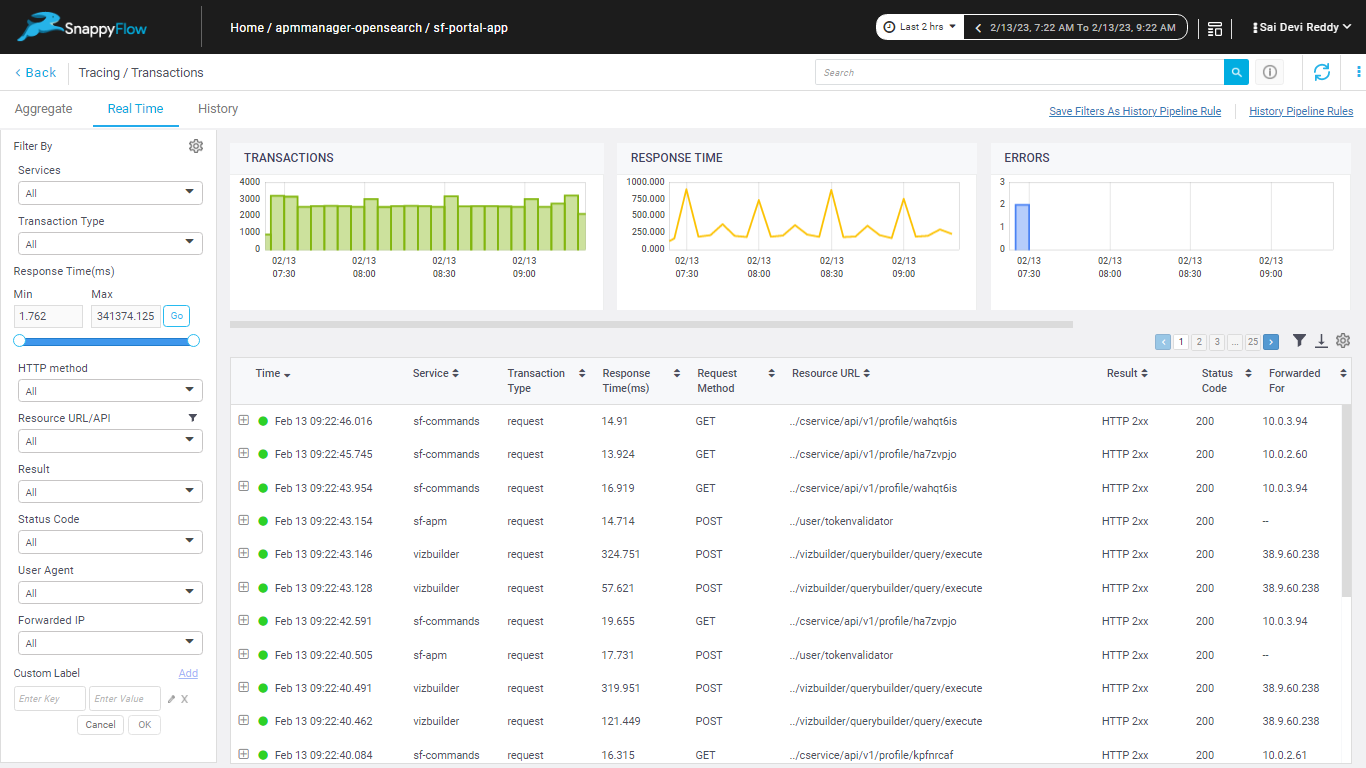 SnappyFlow
Home / apmmanager-opensearch / sf-portal-app
Last 2 hrs
2/13/23, 7:22 AM To 2/13/23, 9:22 AM
Sai Devi Reddy
Back
Tracing / Transactions
Search
Aggregate Real Time History
Save Filters As History Pipeline Rule
History Pipeline Rules
Filter By
Services
All
Transaction Type
All
Response Time(ms)
Min Max
1.762 341374.125 Go
HTTP method
All
Resource URL/API
All
Result
All
Status Code
All
User Agent
All
Forwarded IP
All
Custom Label Add
Enter Key Enter Value X
Cancel OK
TRANSACTIONS
4000
3000
2000
1000
0
02/13 02/13 02/13 02/13
07:30 08:00 08:30 09:00
RESPONSE TIME
1000.000
750.000
500.000
250.000
0.000
02/13 02/13 02/13 02/13
07:30 08:00 08:30 09:00
ERRORS
3
2
1
0
02/13 02/13 02/13 02/13
07:30 08:00 08:30 09:00
1 2 3 ... 25
Time Service Transaction Type Response Time(ms) Request Method Resource URL Result Status Code Forwarded For
Feb 13 09:22:46.016 sf-commands request 14.91 GET ../cservice/api/v1/profile/wahqt6is HTTP 2xx 200 10.0.3.94
Feb 13 09:22:45.745 sf-commands request 13.924 GET ../cservice/api/v1/profile/ha7zvpjo HTTP 2xx 200 10.0.2.60
Feb 13 09:22:43.954 sf-commands request 16.919 GET ../cservice/api/v1/profile/wahqt6is HTTP 2xx 200 10.0.3.94
Feb 13 09:22:43.154 sf-apm request 14.714 POST ../user/tokenvalidator HTTP 2xx 200 --
Feb 13 09:22:43.146 vizbuilder request 324.751 POST ../vizbuilder/querybuilder/query/execute HTTP 2xx 200 38.9.60.238
Feb 13 09:22:43.128 vizbuilder request 57.621 POST ../vizbuilder/querybuilder/query/execute HTTP 2xx 200 38.9.60.238
Feb 13 09:22:42.591 sf-commands request 19.655 GET ../cservice/api/v1/profile/ha7zvpjo HTTP 2xx 200 10.0.3.94
Feb 13 09:22:40.505 sf-apm request 17.731 POST ../user/tokenvalidator HTTP 2xx 200 --
Feb 13 09:22:40.491 vizbuilder request 319.951 POST ../vizbuilder/querybuilder/query/execute HTTP 2xx 200 38.9.60.238
Feb 13 09:22:40.462 vizbuilder request 121.449 POST ../vizbuilder/querybuilder/query/execute HTTP 2xx 200 38.9.60.238
Feb 13 09:22:40.084 sf-commands request 16.315 GET ../cservice/api/v1/profile/kpfnrcaf HTTP 2xx 200 10.0.2.61